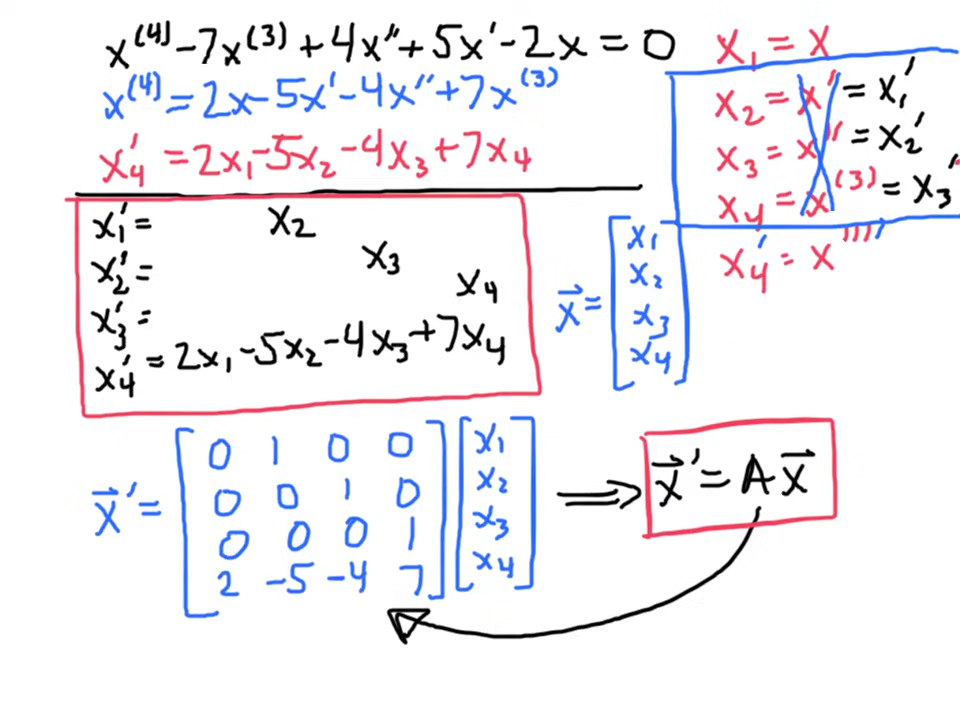 x⁽⁴⁾ - 7x⁽³⁾ + 4x'' + 5x' - 2x = 0
x⁽⁴⁾ = 2x - 5x' - 4x'' + 7x⁽³⁾
x₄' = 2x₁ - 5x₂ - 4x₃ + 7x₄
x₁ = x
x₂ = x' = x₁'
x₃ = x'' = x₂'
x₄ = x⁽³⁾ = x₃'
x₄' = x''''
x₁' = x₂
x₂' = x₃
x₃' = x₄
x₄' = 2x₁ - 5x₂ - 4x₃ + 7x₄
x⃗ = [x₁
x₂
x₃
x₄]
x⃗' = [0 1 0 0
0 0 1 0
0 0 0 1
2 -5 -4 7] [x₁
x₂
x₃
x₄] ⟹ x⃗' = Ax⃗